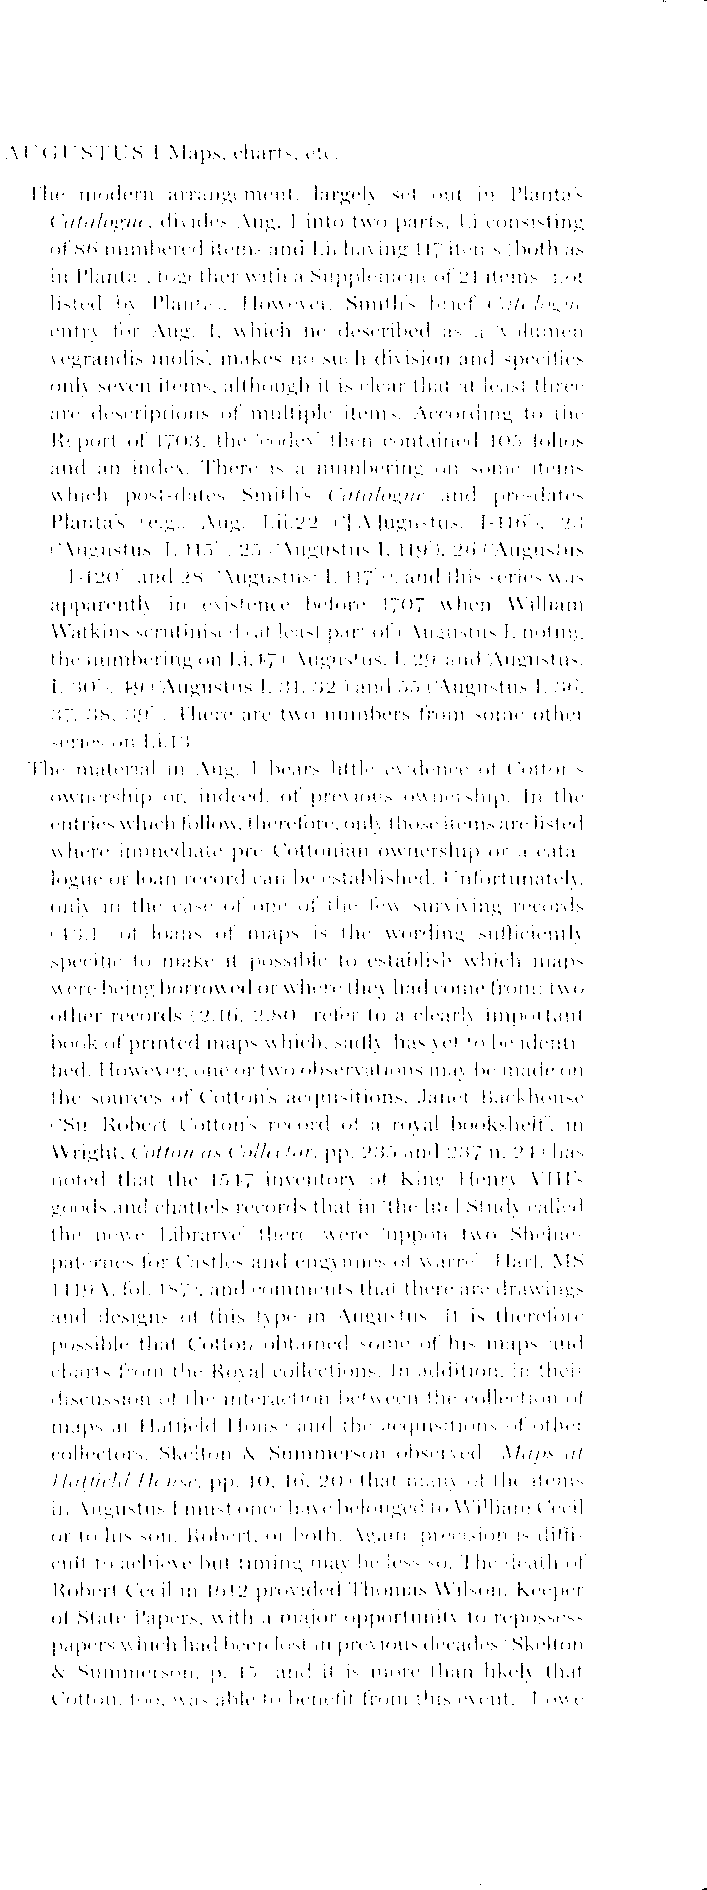 AUGUSTUS I Maps, charts, etc.
The modern arrangement, largely set out in Planta's
Catalogue, divides Aug. I into two parts, I.i consisting
of 86 numbered items and I.ii having 117 items (both as
in Planta), together with a Supplement of 21 items not
listed by Planta. However, Smith's brief Catalogue
entry for Aug. I, which he described as a 'volumen
vegrandis molis', makes no such division and specifies
only seven items, although it is clear that at least three
are descriptions of multiple items. According to the
Report of 1703, the 'codex' then contained 105 folios
and an index. There is a numbering on some items
which post-dates Smith's Catalogue and pre-dates
Planta's (e.g., Aug. I.ii.22 ('[A]ugustus. I-116'), 23
('Augustus. I. 115'), 25 ('Augustus I. 119'), 26 ('Augustus
I-120') and 28 ('Augustus: I. 117')), and this series was
apparently in existence before 1707 when William
Watkins scrutinised (at least part of) Augustus I, noting
the numbering on I.i.17 ('Augustus. I. 29' and 'Augustus.
I. 30'), 49 ('Augustus I. 31, 32') and 55 ('Augustus I. 36,
37, 38, 39'). There are two numbers from some other
series on I.i.13.
The material in Aug. I bears little evidence of Cotton's
ownership or, indeed, of previous ownership. In the
entries which follow, therefore, only those items are listed
where immediate pre-Cottonian ownership or a cata-
logue or loan record can be established. Unfortunately,
only in the case of one of the few surviving records
of loans of maps is the wording sufficiently
specific to make it possible to establish which maps
were being borrowed or where they had come from: two
other records (2.16, 2.80) refer to a clearly important
book of printed maps which, sadly, has yet to be identi-
fied. However, one or two observations may be made on
the sources of Cotton's acquisitions. Janet Backhouse
('Sir Robert Cotton's record of a royal bookshelf', in
Wright, Cotton as Collector, pp. 235 and 237 n. 24) has
noted that the 1547 inventory of King Henry VIII's
goods and chattels records that in 'the litel Study called
the newe Librarye' there were 'uppon two Shelues
paternes for Castles and engynnes of warre' (Harl. MS
1419A, fol. 187), and comments that there are drawings
and designs of this type in Augustus. It is therefore
possible that Cotton obtained some of his maps and
charts from the Royal collections. In addition, in their
discussion of the interaction between the collection of
maps at Hatfield House and the acquisitions of other
collectors, Skelton & Summerson observed (Maps at
Hatfield House, pp. 10, 16, 20) that many of the items
in Augustus I must once have belonged to William Cecil
or to his son, Robert, or both. Again, precision is diffi-
cult to achieve but timing may be less so. The death of
Robert Cecil in 1612 provided Thomas Wilson, Keeper
of State Papers, with a major opportunity to repossess
papers which had been lost in previous decades (Skelton
& Summerson, p. 15) and it is more than likely that
Cotton, too, was able to benefit from this event. (I owe